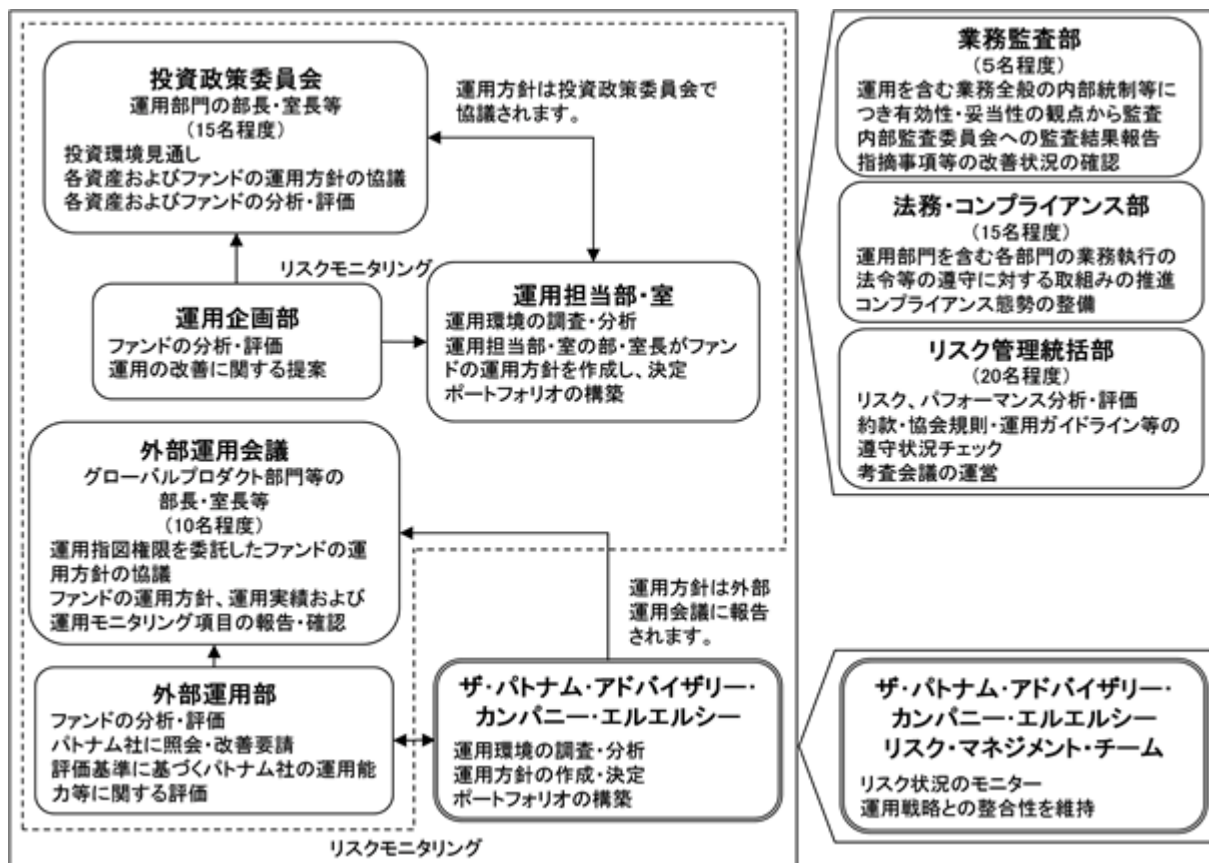 投資政策委員会
運用部門の部長・室長等
(15名程度)
投資環境見通し
各資産およびファンドの運用方針の協議
各資産およびファンドの分析・評価
運用方針は投資政策委員会で
協議されます。
リスクモニタリング
運用企画部
ファンドの分析・評価
運用の改善に関する提案
運用担当部・室
運用環境の調査・分析
運用担当部・室の部・室長がファン
ドの運用方針を作成し、決定
ポートフォリオの構築
外部運用会議
グローバルプロダクト部門等の
部長・室長等
(10名程度)
運用指図権限を委託したファンドの運
用方針の協議
ファンドの運用方針、運用実績および
運用モニタリング項目の報告・確認
運用方針は外部
運用会議に報告
されます。
外部運用部
ファンドの分析・評価
パトナム社に照会・改善要請
評価基準に基づくパトナム社の運用能
力等に関する評価
ザ・パトナム・アドバイザリー・
カンパニー・エルエルシー
運用環境の調査・分析
運用方針の作成・決定
ポートフォリオの構築
リスクモニタリング
業務監査部
(5名程度)
運用を含む業務全般の内部統制等に
つき有効性・妥当性の観点から監査
内部監査委員会への監査結果報告
指摘事項等の改善状況の確認
法務・コンプライアンス部
(15名程度)
運用部門を含む各部門の業務執行の
法令等の遵守に対する取組みの推進
コンプライアンス態勢の整備
リスク管理統括部
(20名程度)
リスク、パフォーマンス分析・評価
約款・協会規則・運用ガイドライン等の
遵守状況チェック
考査会議の運営
ザ・パトナム・アドバイザリー・
カンパニー・エルエルシー
リスク・マネジメント・チーム
リスク状況のモニター
運用戦略との整合性を維持